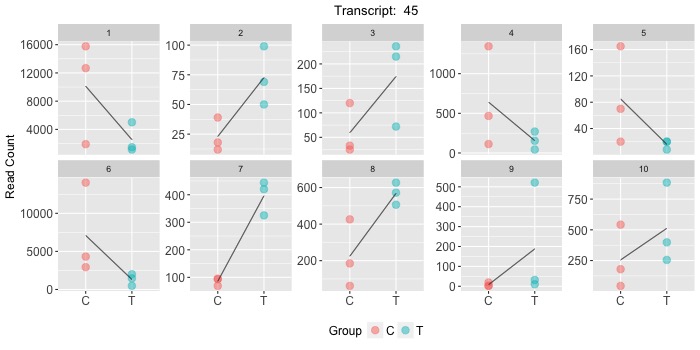 Transcript: 45
1 2 3 4 5
16000 12000 8000 4000
100 75 50 25
200 150 100 50
1000 500 0
160 120 80 40
Read Count
6 7 8 9 10
10000 5000 0
400 300 200 100
600 400 200
500 400 300 200 100 0
750 500 250
C T C T C T C T C T
Group C T